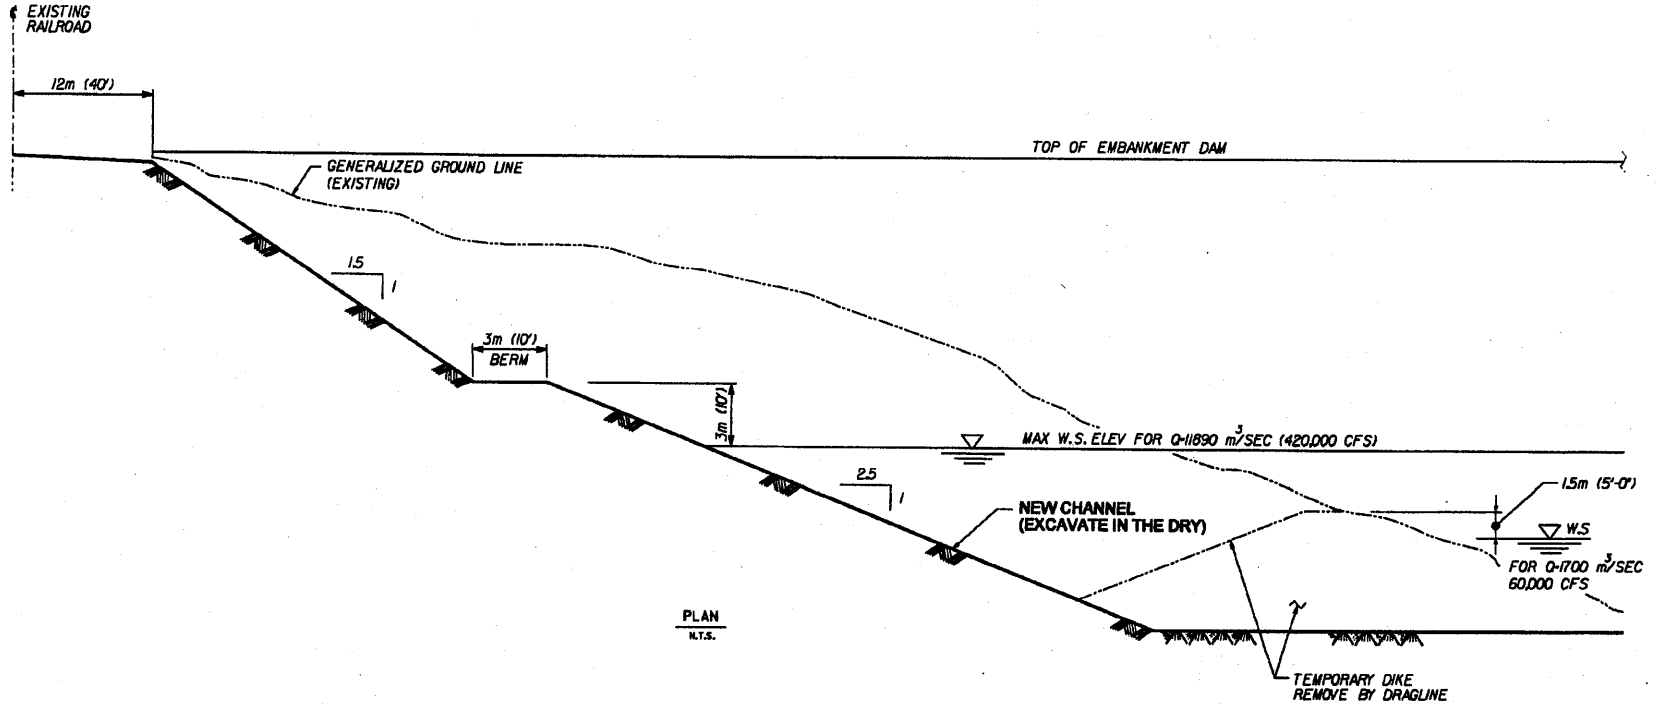 EXISTING
RAILROAD
12m (40')
TOP OF EMBANKMENT DAM
GENERALIZED GROUND LINE
(EXISTING)
1.5
1
3m (10')
BERM
3m (10')
MAX W.S. ELEV FOR Q-11890 m³/SEC (420,000 CFS)
2.5
1
1.5m (5'-0")
NEW CHANNEL
(EXCAVATE IN THE DRY)
W.S
FOR Q-1700 m³/SEC
60,000 CFS
PLAN
N.T.S.
TEMPORARY DIKE
REMOVE BY DRAGLINE